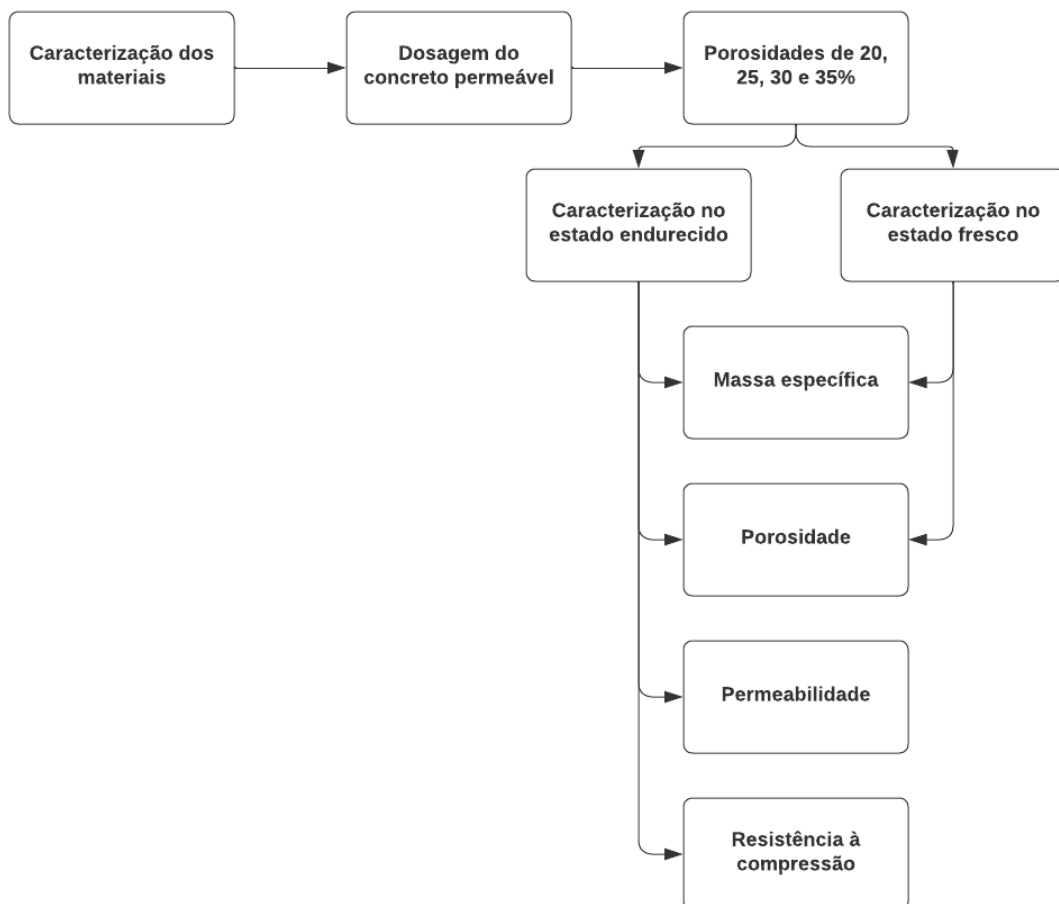 Caracterização dos
materiais
Dosagem do
concreto permeável
Porosidades de 20,
25, 30 e 35%
Caracterização no
estado endurecido
Caracterização no
estado fresco
Massa específica
Porosidade
Permeabilidade
Resistência à
compressão